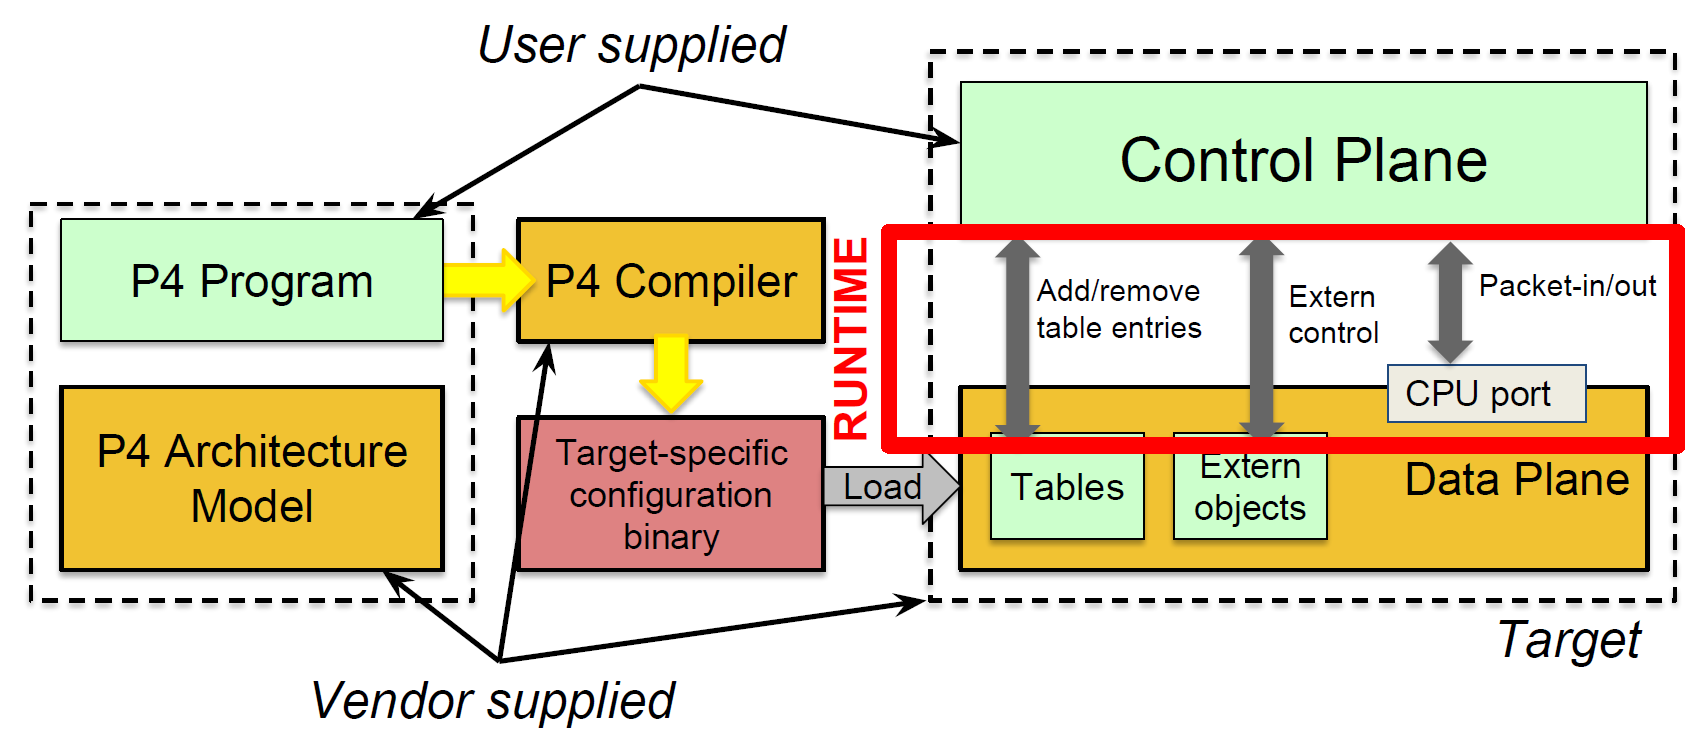 User supplied
Control Plane
P4 Program
P4 Compiler
RUNTIME
Add/remove
table entries
Extern
control
Packet-in/out
CPU port
P4 Architecture
Model
Target-specific
configuration
binary
Load
Tables
Extern
objects
Data Plane
Target
Vendor supplied